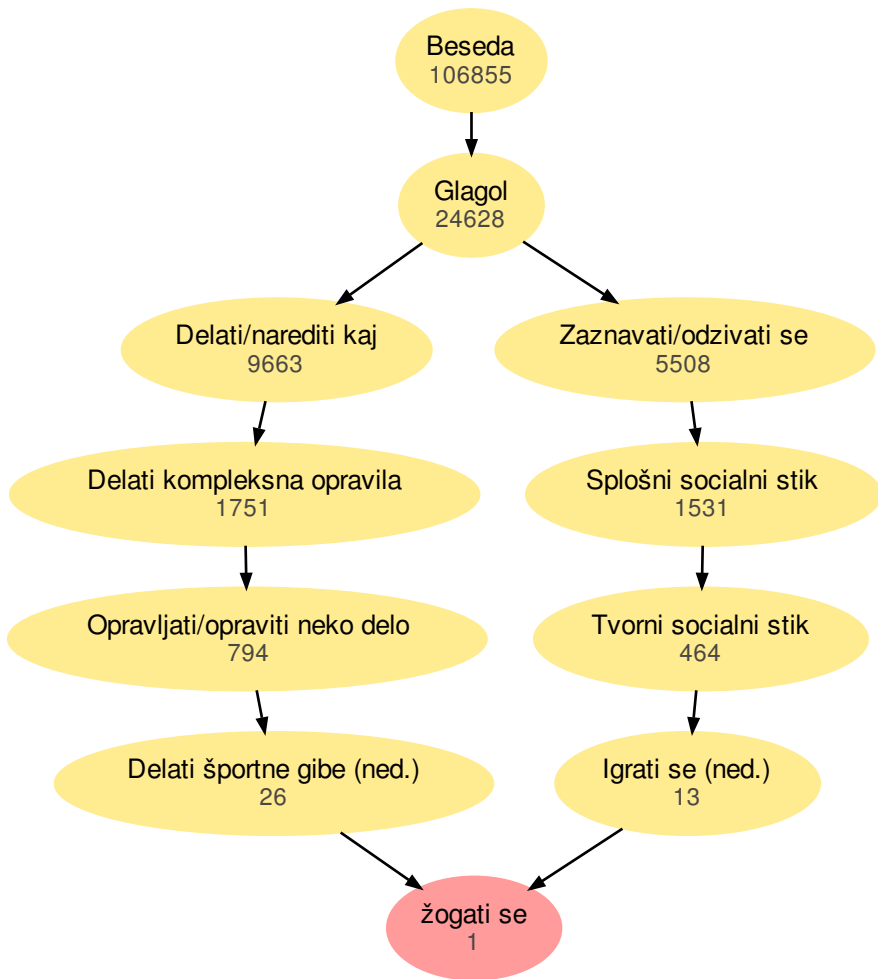 Beseda
106855
Glagol
24628
Delati/narediti kaj
9663
Zaznavati/odzivati se
5508
Delati kompleksna opravila
1751
Splošni socialni stik
1531
Opravljati/opraviti neko delo
794
Tvorni socialni stik
464
Delati športne gibe (ned.)
26
Igrati se (ned.)
13
žogati se
1